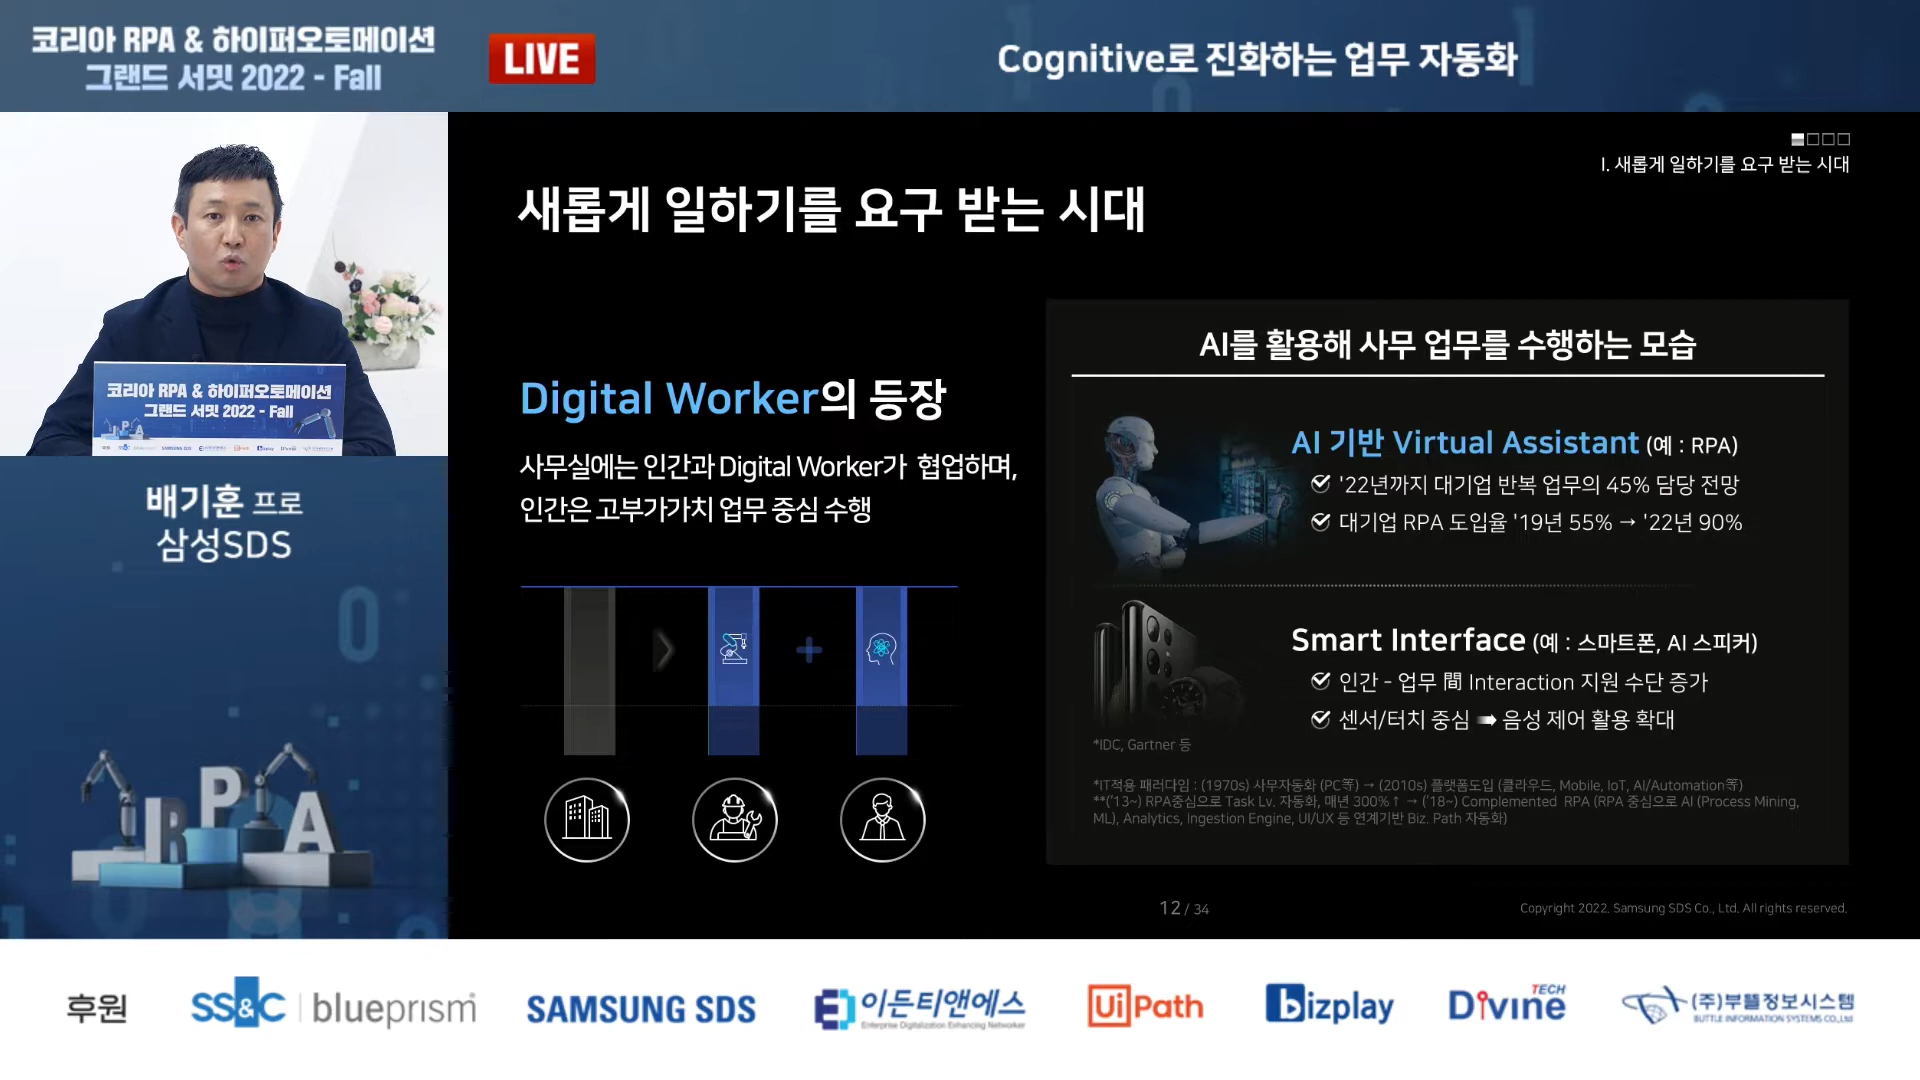 코리아 RPA & 하이퍼오토메이션
그랜드 서밋 2022 - Fall
LIVE
Cognitive로 진화하는 업무 자동화
코리아 RPA & 하이퍼오토메이션
그랜드 서밋 2022 - Fall
배기훈 프로
삼성SDS
RPA
I. 새롭게 일하기를 요구 받는 시대
새롭게 일하기를 요구 받는 시대
Digital Worker의 등장
사무실에는 인간과 Digital Worker가 협업하며,
인간은 고부가가치 업무 중심 수행
AI를 활용해 사무 업무를 수행하는 모습
AI 기반 Virtual Assistant (예 : RPA)
'22년까지 대기업 반복 업무의 45% 담당 전망
대기업 RPA 도입율 '19년 55% → '22년 90%
Smart Interface (예 : 스마트폰, AI 스피커)
인간 - 업무 間 Interaction 지원 수단 증가
센서/터치 중심 ➡ 음성 제어 활용 확대
*IDC, Gartner 등
*IT적용 패러다임 : (1970s) 사무자동화 (PC等) → (2010s) 플랫폼도입 (클라우드, Mobile, IoT, AI/Automation等)
**('13~) RPA중심으로 Task Lv. 자동화, 매년 300%↑ → ('18~) Complemented RPA (RPA 중심으로 AI (Process Mining,
ML), Analytics, Ingestion Engine, UI/UX 등 연계기반 Biz. Path 자동화)
12 / 34
Copyright 2022. Samsung SDS Co., Ltd. All rights reserved.
후원
SS&C blueprism
SAMSUNG SDS
이든티앤에스
Enterprise Digitalization Enhancing Networker
UiPath
bizplay
Divine TECH
(주)부뜰정보시스템
BUTTLE INFORMATION SYSTEMS CO.,Ltd